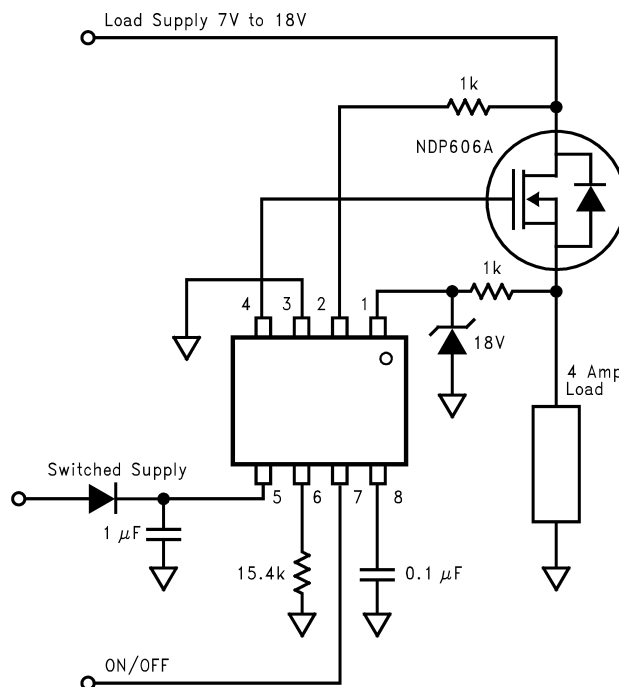 Load Supply 7V to 18V
1k
NDP606A
1k
4 3 2 1
18V
4 Amp
Load
Switched Supply
5 6 7 8
1 μF
15.4k
0.1 μF
ON/OFF